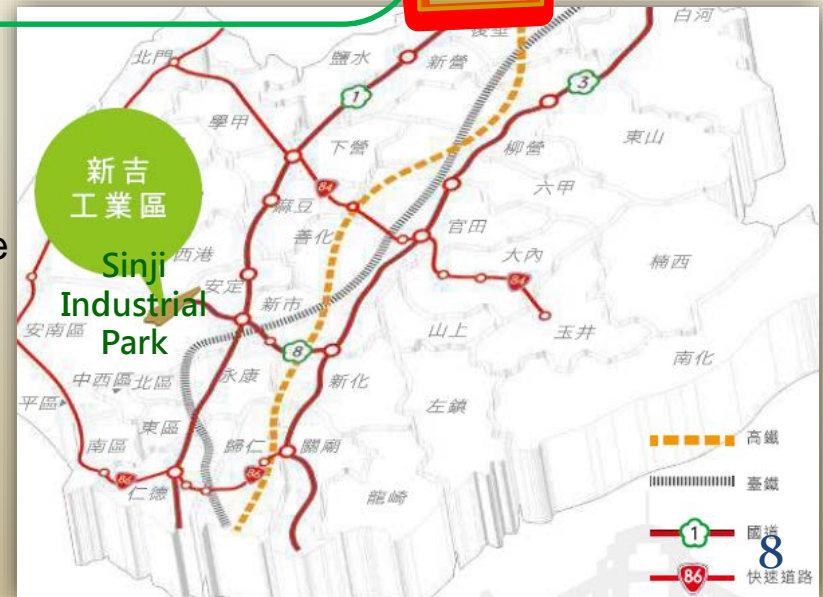 後壁
白河
北門
鹽水
新營
3
1
學甲
東山
下營
柳營
新吉
工業區
84
六甲
麻豆
官田
善化
大內
e
西港
楠西
Sinji
安定
84
Industrial
新市
安南區
山上
玉井
Park
南化
8
中西區
北區
永康
新化
平區
左鎮
東區
南區
歸仁
關廟
高鐵
86
86
仁德
龍崎
臺鐵
1
國道
8
86
快速道路